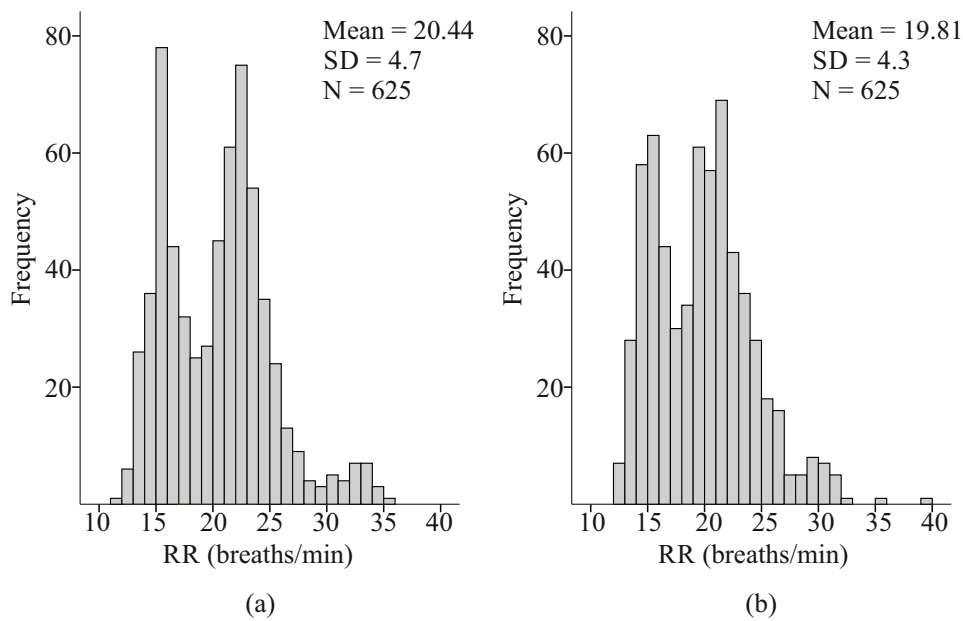 Mean = 20.44
SD = 4.7
N = 625
80
60
40
20
Frequency
10 15 20 25 30 35 40
RR (breaths/min)
(a)
Mean = 19.81
SD = 4.3
N = 625
80
60
40
20
Frequency
10 15 20 25 30 35 40
RR (breaths/min)
(b)